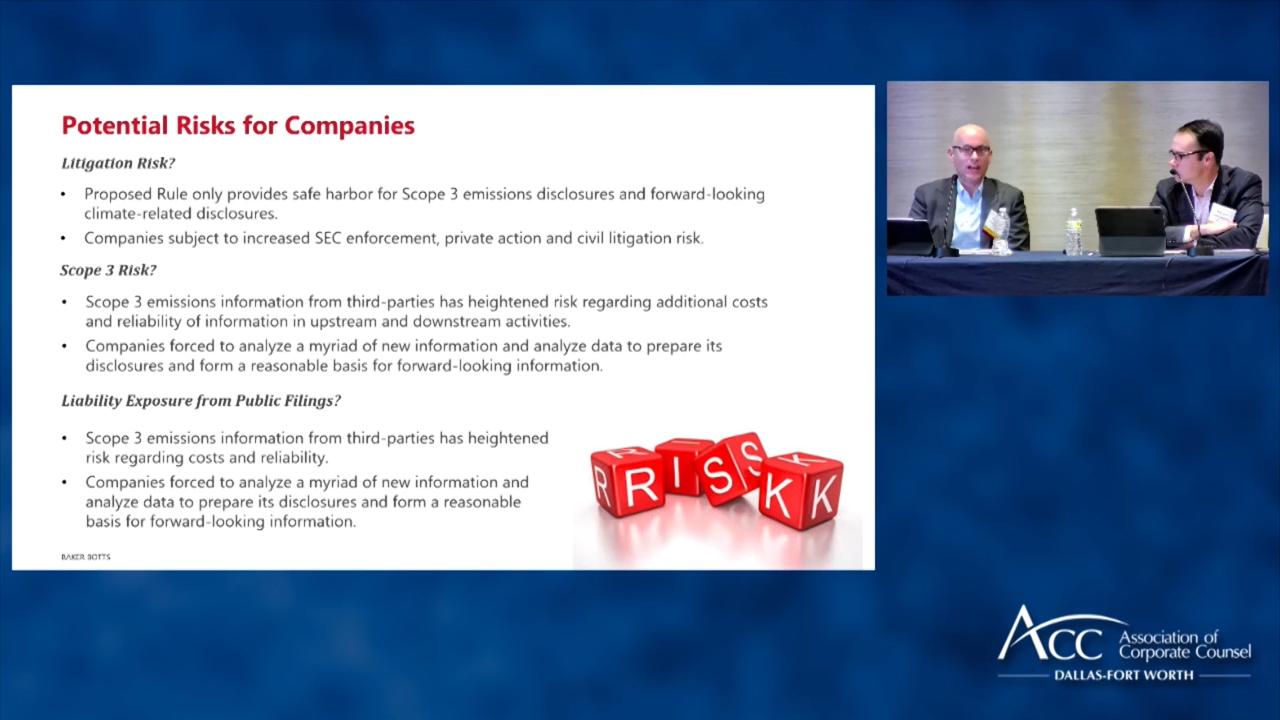 Potential Risks for Companies
Litigation Risk?
• Proposed Rule only provides safe harbor for Scope 3 emissions disclosures and forward-looking
climate-related disclosures.
• Companies subject to increased SEC enforcement, private action and civil litigation risk.
Scope 3 Risk?
• Scope 3 emissions information from third-parties has heightened risk regarding additional costs
and reliability of information in upstream and downstream activities.
• Companies forced to analyze a myriad of new information and analyze data to prepare its
disclosures and form a reasonable basis for forward-looking information.
Liability Exposure from Public Filings?
• Scope 3 emissions information from third-parties has heightened
risk regarding costs and reliability.
• Companies forced to analyze a myriad of new information and
analyze data to prepare its disclosures and form a reasonable
basis for forward-looking information.
R R I S S K K
BAKER BOTTS
ACC Association of
Corporate Counsel
DALLAS-FORT WORTH